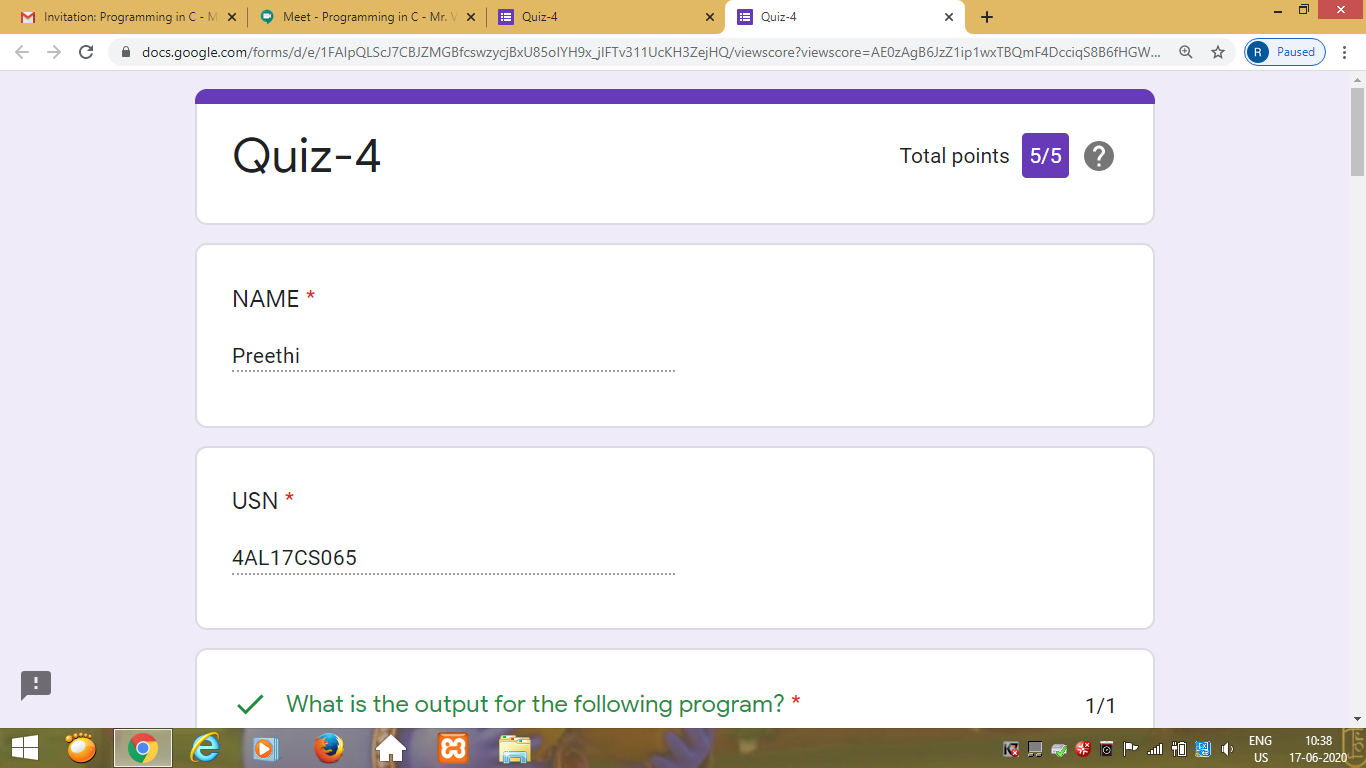 Invitation: Programming in C - M
Meet - Programming in C - Mr. V
Quiz-4
Quiz-4
docs.google.com/forms/d/e/1FAIpQLScJ7CBJZMGBfcswzycjBxU85oIYH9x_jIFTv311UcKH3ZejHQ/viewscore?viewscore=AE0zAgB6JzZ1ip1wxTBQmF4DcciqS8B6fHGW...
R Paused
Quiz-4
Total points 5/5
NAME *
Preethi
USN *
4AL17CS065
What is the output for the following program? * 1/1
ENG 10:38
US 17-06-2020